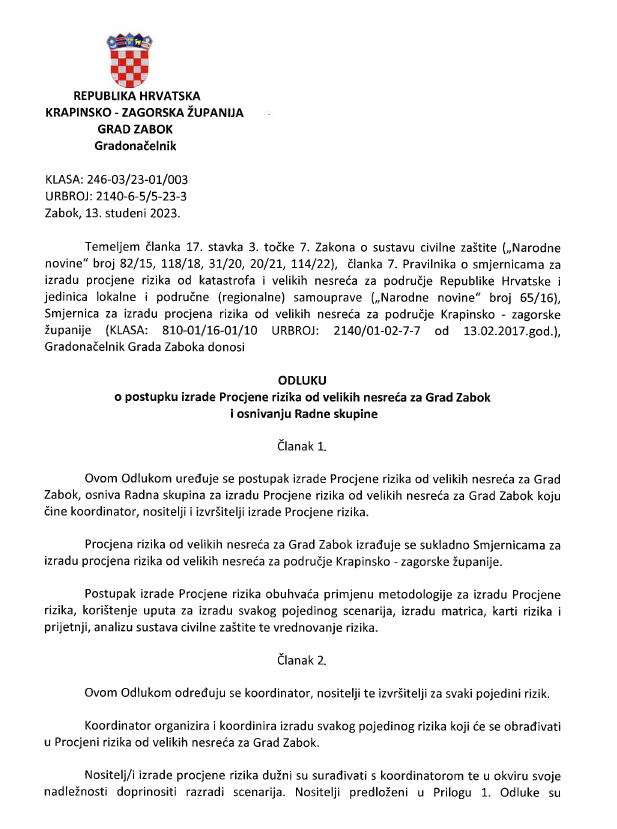 REPUBLIKA HRVATSKA
KRAPINSKO - ZAGORSKA ŽUPANIJA
GRAD ZABOK
Gradonačelnik
KLASA: 246-03/23-01/003
URBROJ: 2140-6-5/5-23-3
Zabok, 13. studeni 2023.
Temeljem članka 17. stavka 3. točke 7. Zakona o sustavu civilne zaštite („Narodne
novine“ broj 82/15, 118/18, 31/20, 20/21, 114/22), članka 7. Pravilnika o smjernicama za
izradu procjene rizika od katastrofa i velikih nesreća za područje Republike Hrvatske i
jedinica lokalne i područne (regionalne) samouprave („Narodne novine“ broj 65/16),
Smjernica za izradu procjena rizika od velikih nesreća za područje Krapinsko - zagorske
županije (KLASA: 810-01/16-01/10 URBROJ: 2140/01-02-7-7 od 13.02.2017.god.),
Gradonačelnik Grada Zaboka donosi
ODLUKU
o postupku izrade Procjene rizika od velikih nesreća za Grad Zabok
i osnivanju Radne skupine
Članak 1.
Ovom Odlukom uređuje se postupak izrade Procjene rizika od velikih nesreća za Grad
Zabok, osniva Radna skupina za izradu Procjene rizika od velikih nesreća za Grad Zabok koju
čine koordinator, nositelji i izvršitelji izrade Procjene rizika.
Procjena rizika od velikih nesreća za Grad Zabok izrađuje se sukladno Smjernicama za
izradu procjena rizika od velikih nesreća za područje Krapinsko - zagorske županije.
Postupak izrade Procjene rizika obuhvaća primjenu metodologije za izradu Procjene
rizika, korištenje uputa za izradu svakog pojedinog scenarija, izradu matrica, karti rizika i
prijetnji, analizu sustava civilne zaštite te vrednovanje rizika.
Članak 2.
Ovom Odlukom određuju se koordinator, nositelji te izvršitelji za svaki pojedini rizik.
Koordinator organizira i koordinira izradu svakog pojedinog rizika koji će se obrađivati
u Procjeni rizika od velikih nesreća za Grad Zabok.
Nositelj/i izrade procjene rizika dužni su surađivati s koordinatorom te u okviru svoje
nadležnosti doprinositi razradi scenarija. Nositelji predloženi u Prilogu 1. Odluke su